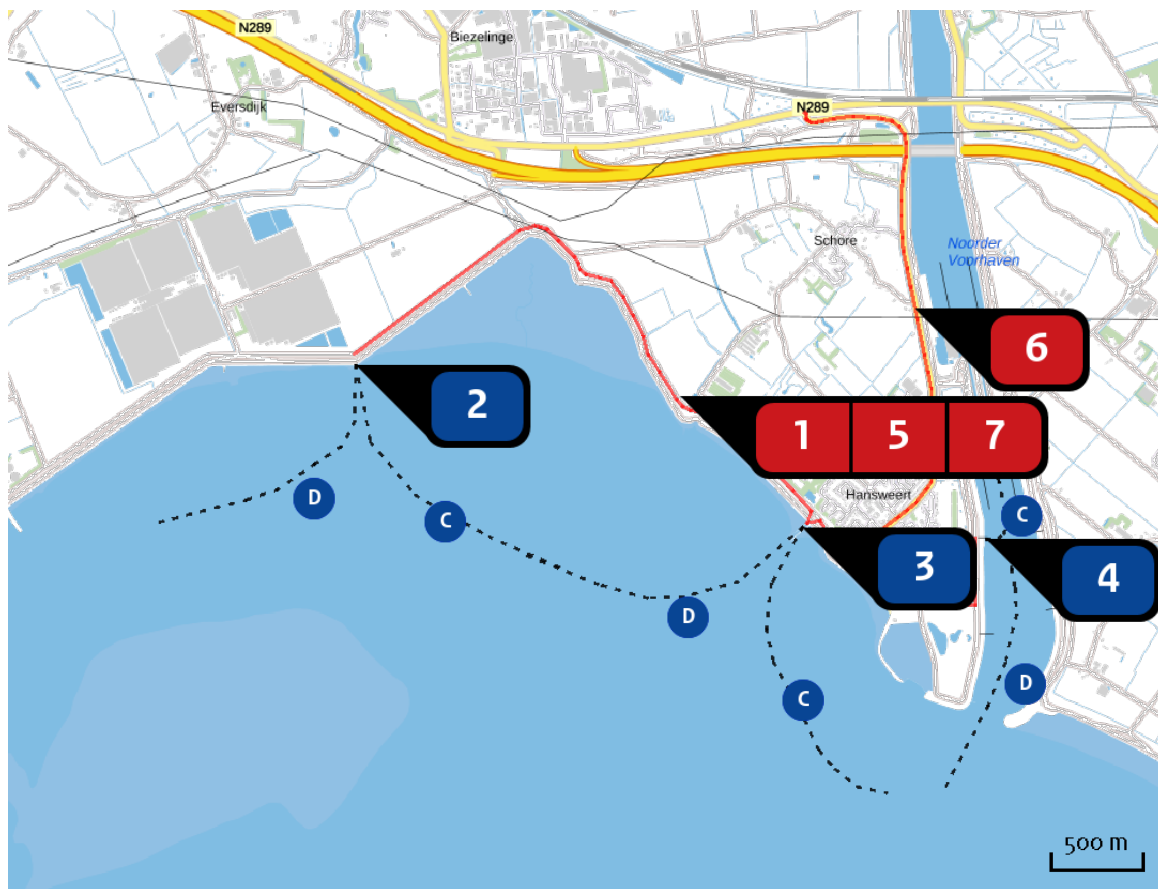 N289
Biezelinge
Eversdijk
N289
Schore
Noorder
Voorhaven
6
2
1 5 7
Hansweert
D
C
C
3
4
D
D
C
500 m